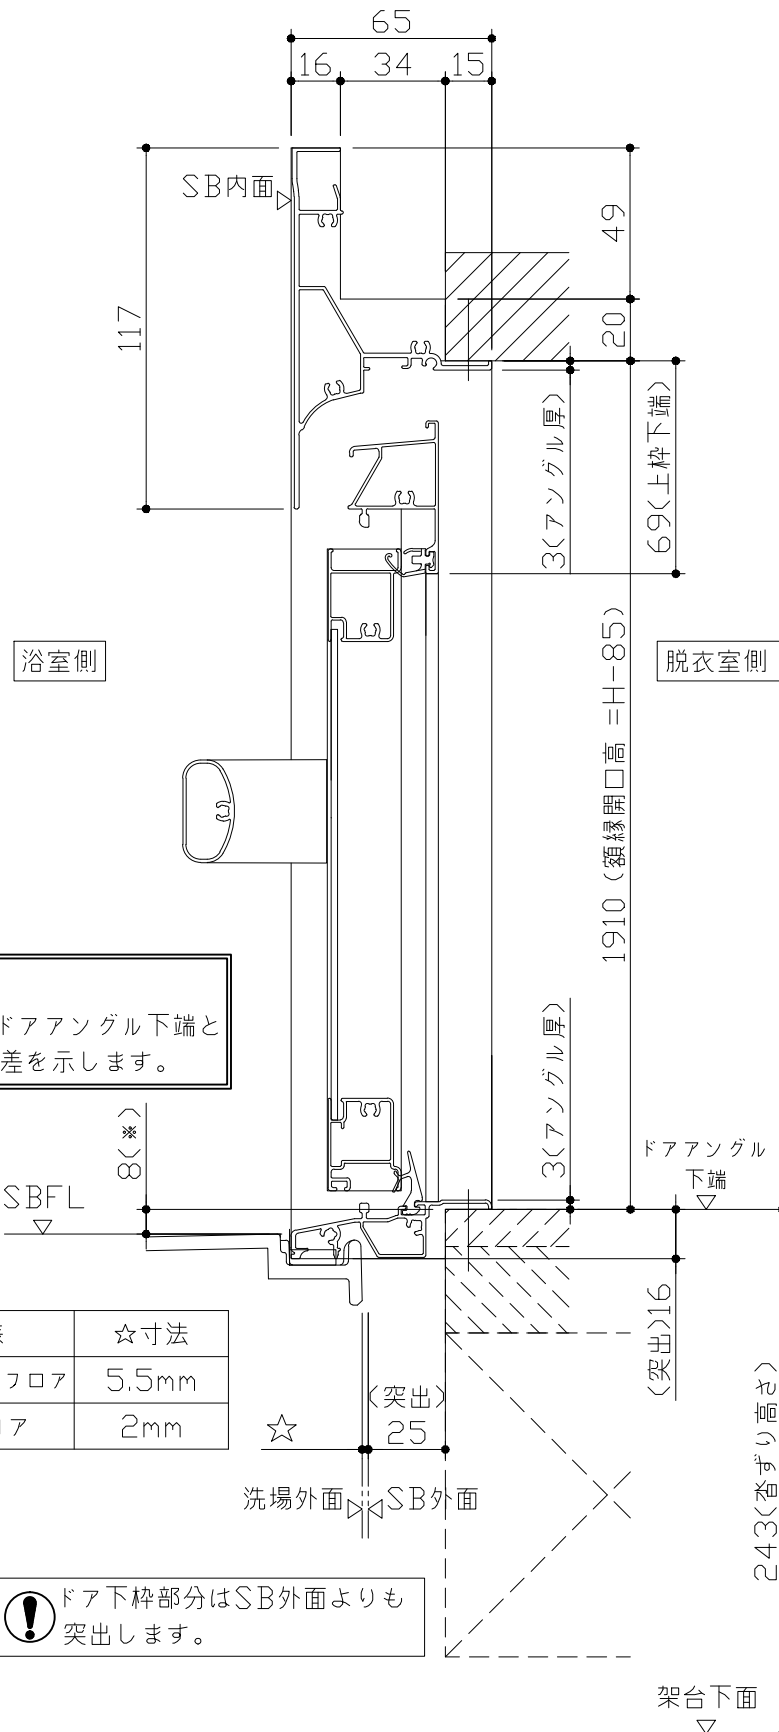 65
16
34
15
SB内面
49
117
20
3(アングル厚)
69(上枠下端)
浴室側
脱衣室側
1910 (額縁開口高 =H-85)
ドアアングル下端と
差を示します。
8(※)
3(アングル厚)
ドアアングル
下端
SBFL
☆寸法
フロア
5.5mm
ア
2mm
(突出)16
(突出)
☆
25
243(沓ずり高さ)
洗場外面
SB外面
ドア下枠部分はSB外面よりも
突出します。
架台下面